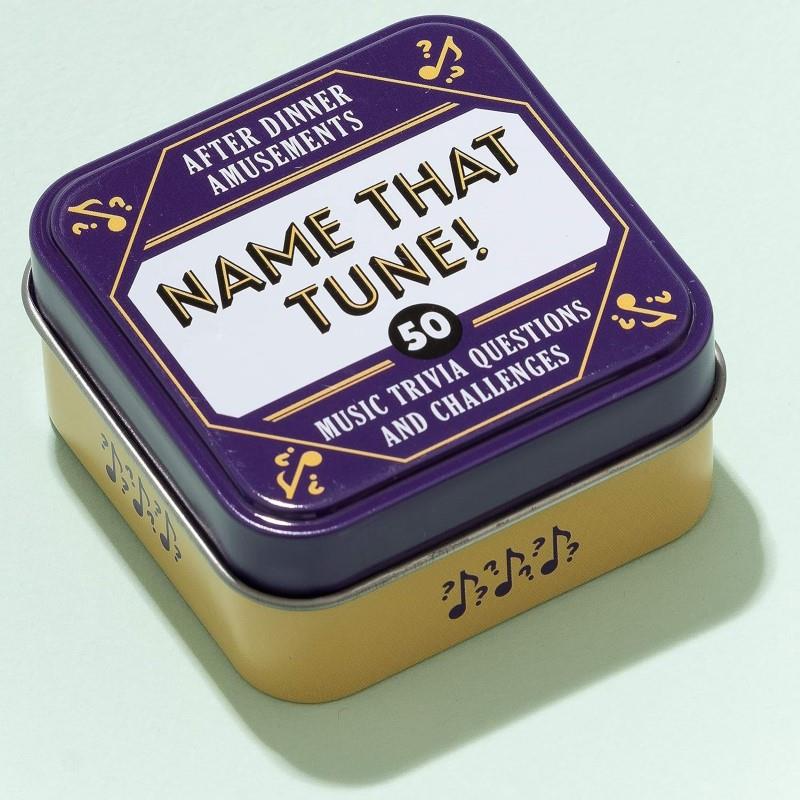 AFTER DINNER
AMUSEMENTS
NAME THAT
TUNE!
50
MUSIC TRIVIA QUESTIONS
AND CHALLENGES